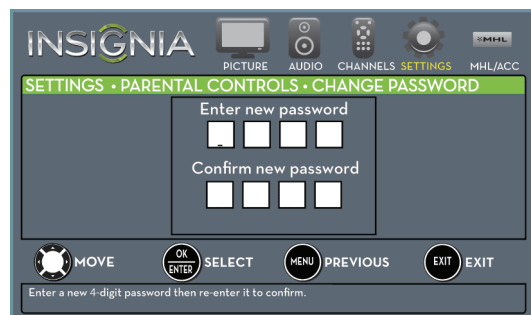 INSIGNIA
PICTURE AUDIO CHANNELS SETTINGS MHL/ACC
MHL
SETTINGS • PARENTAL CONTROLS • CHANGE PASSWORD
Enter new password
Confirm new password
MOVE OK ENTER SELECT MENU PREVIOUS EXIT EXIT
Enter a new 4-digit password then re-enter it to confirm.